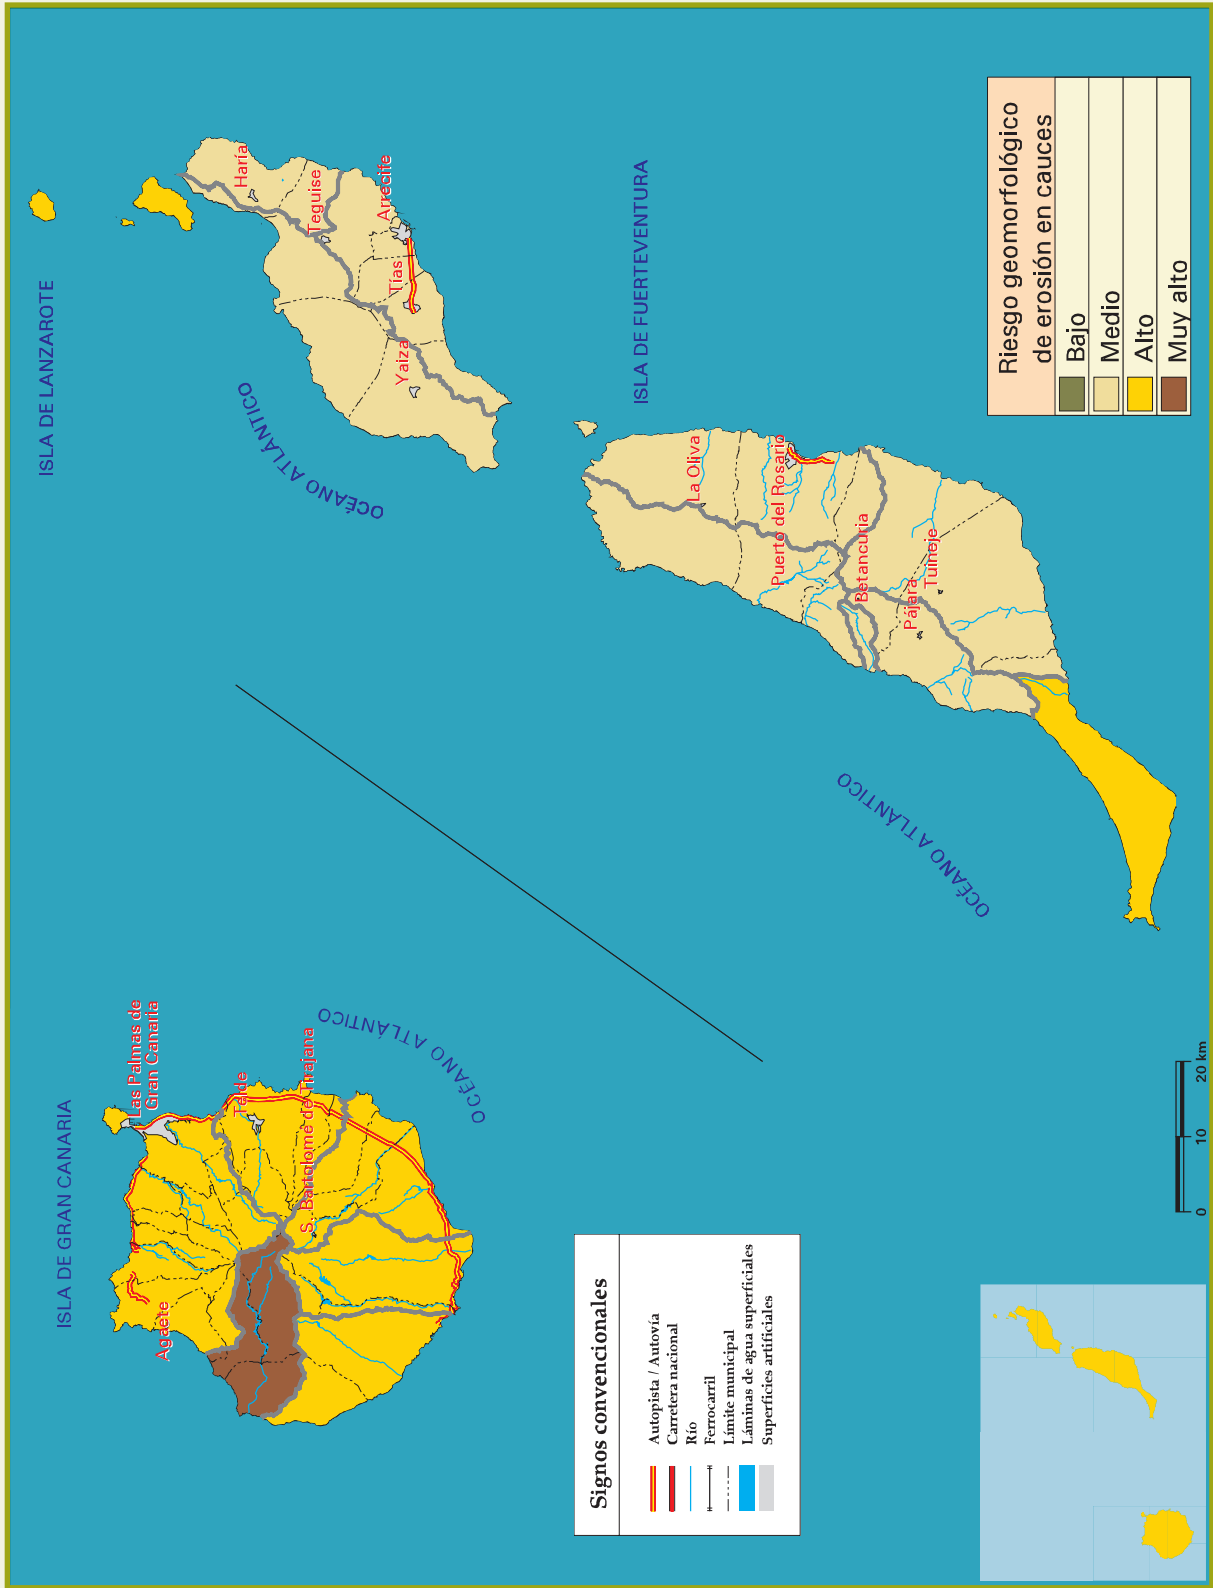 ISLA DE GRAN CANARIA
Las Palmas de
Gran Canaria
Telde
S. Bartolomé de Tirajana
Agaete
OCÉANO ATLÁNTICO
ISLA DE LANZAROTE
Haría
Teguise
Arrecife
Tías
Yaiza
OCÉANO ATLÁNTICO
ISLA DE FUERTEVENTURA
La Oliva
Puerto del Rosario
Betancuria
Pájara
Tuineje
OCÉANO ATLÁNTICO
Signos convencionales
Autopista / Autovía
Carretera nacional
Río
Ferrocarril
Límite municipal
Láminas de agua superficiales
Superficies artificiales
0 10 20 km
Riesgo geomorfológico
de erosión en cauces
Bajo
Medio
Alto
Muy alto